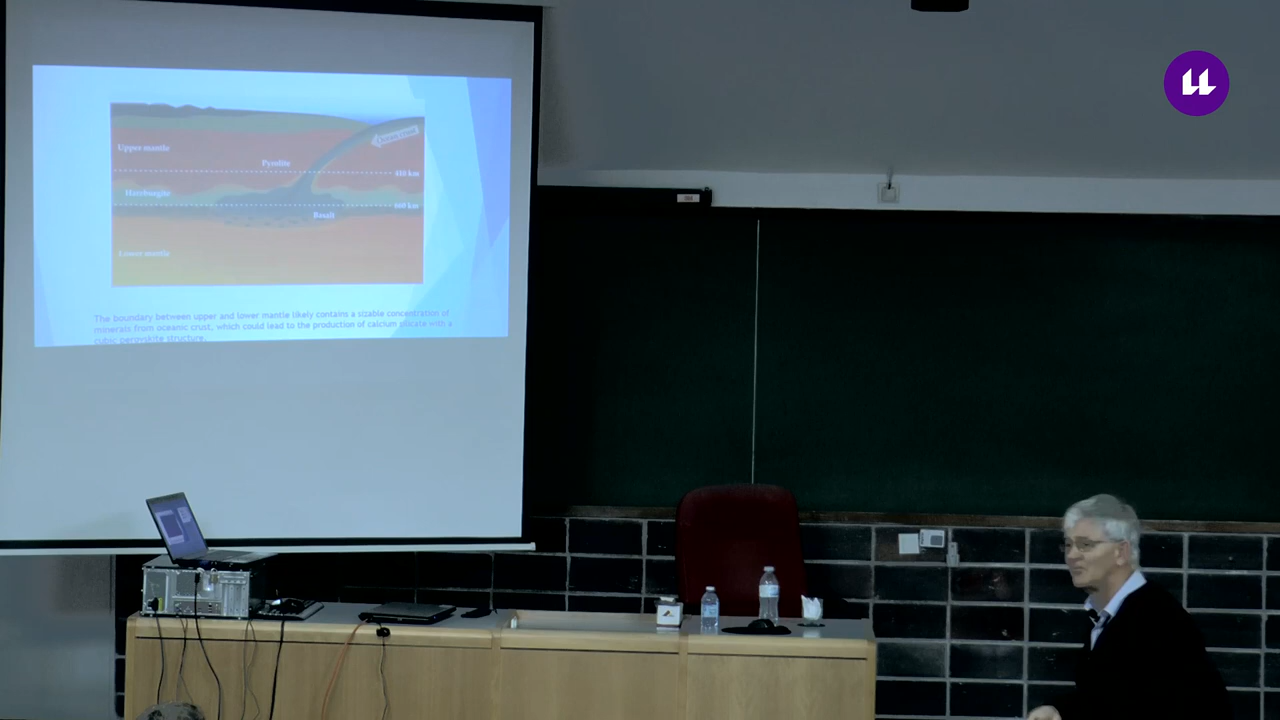 Ocean crust
Upper mantle
Pyrolite
410 km
Harzburgite
660 km
Basalt
Lower mantle
The boundary between upper and lower mantle likely contains a sizable concentration of
minerals from oceanic crust, which could lead to the production of calcium silicate with a
cubic perovskite structure.